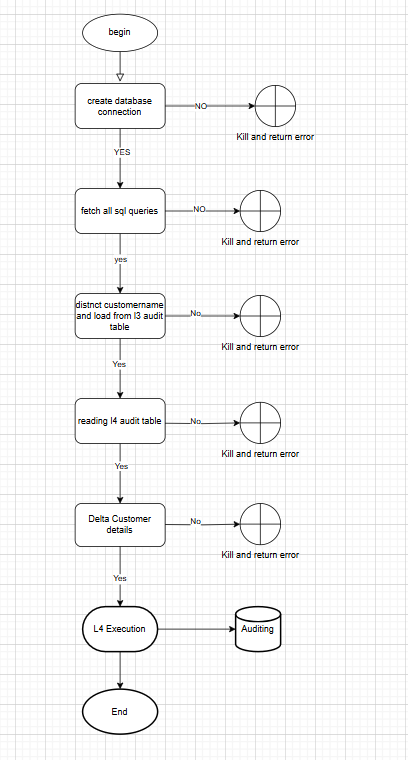 begin
create database
connection
NO
Kill and return error
YES
fetch all sql queries
NO
Kill and return error
yes
distnct customername
and load from l3 audit
table
No
Kill and return error
Yes
reading l4 audit table
No
Kill and return error
Yes
Delta Customer
details
No
Kill and return error
Yes
L4 Execution
Auditing
End